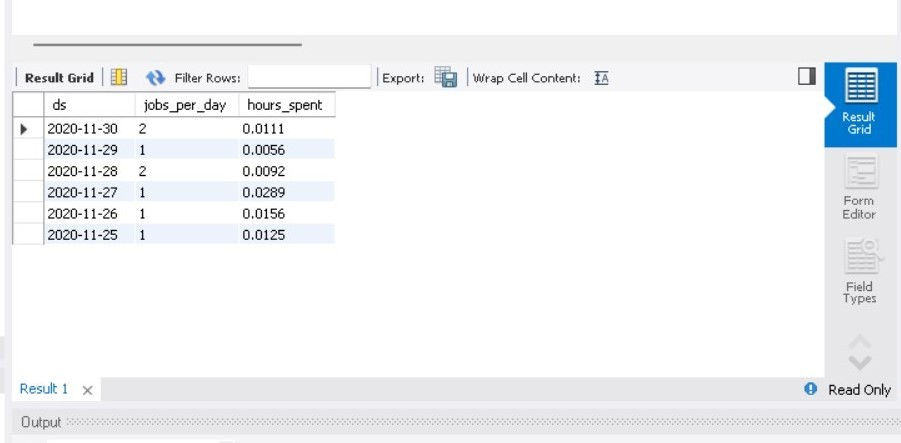 Result Grid Filter Rows: Export: Wrap Cell Content:
ds jobs_per_day hours_spent
2020-11-30 2 0.0111
2020-11-29 1 0.0056
2020-11-28 2 0.0092
2020-11-27 1 0.0289
2020-11-26 1 0.0156
2020-11-25 1 0.0125
Result
Grid
Form
Editor
Field
Types
Result 1 Read Only
Output